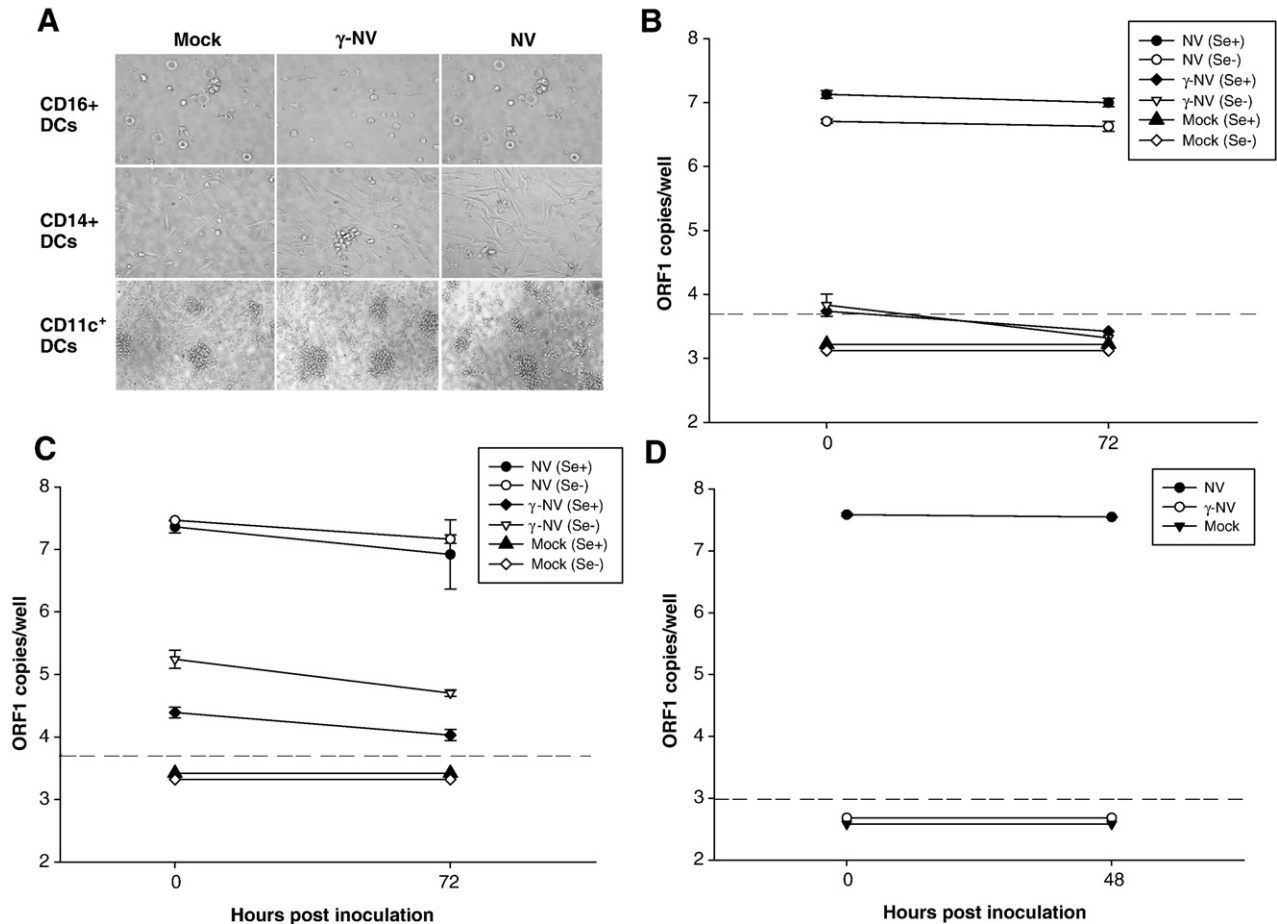 A
Mock γ-NV NV
CD16+
DCs
CD14+
DCs
CD11c+
DCs
B
8
7
6
5
4
3
2
ORF1 copies/well
0 72
NV (Se+)
NV (Se-)
γ-NV (Se+)
γ-NV (Se-)
Mock (Se+)
Mock (Se-)
C
8
7
6
5
4
3
2
ORF1 copies/well
0 72
Hours post inoculation
NV (Se+)
NV (Se-)
γ-NV (Se+)
γ-NV (Se-)
Mock (Se+)
Mock (Se-)
D
8
7
6
5
4
3
2
ORF1 copies/well
0 48
Hours post inoculation
NV
γ-NV
Mock